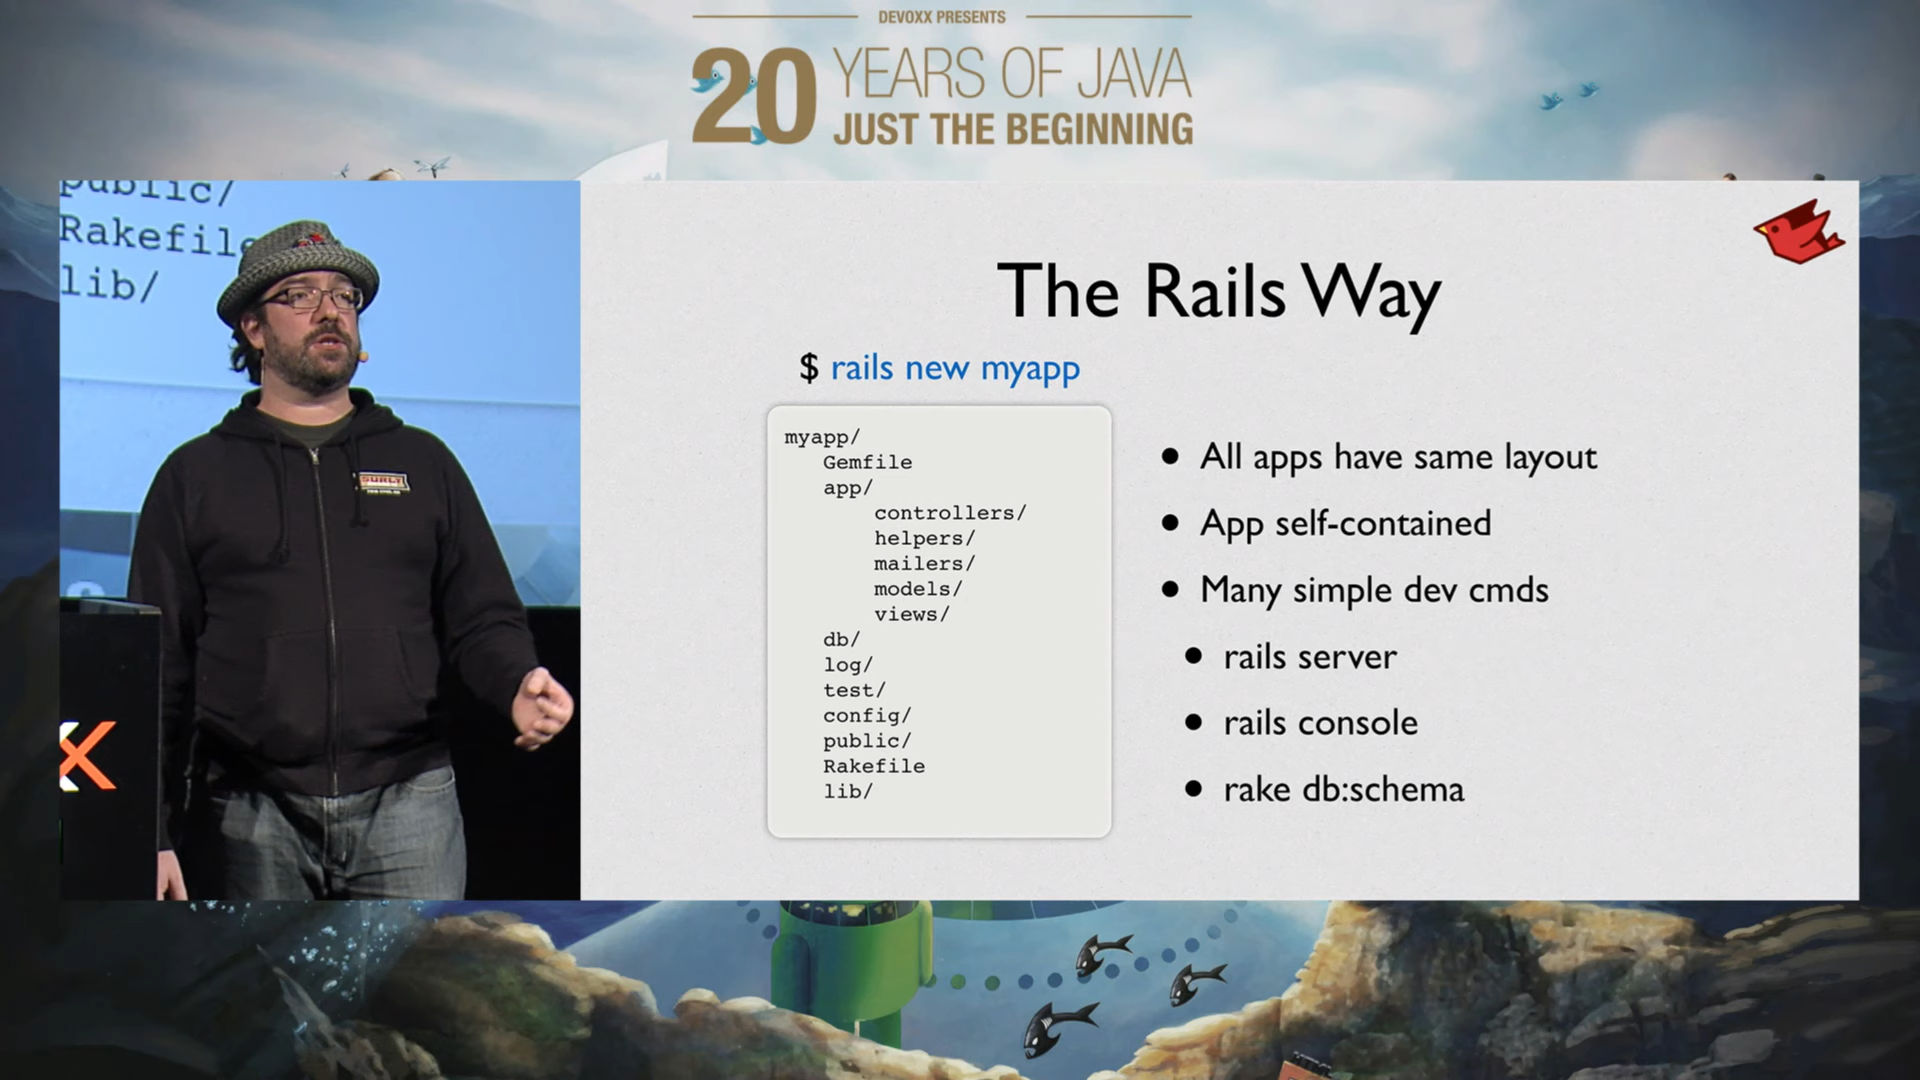 DEVOXX PRESENTS
20 YEARS OF JAVA
JUST THE BEGINNING
public/
Rakefile
lib/
SURLY
X
The Rails Way
$ rails new myapp
myapp/
Gemfile
app/
controllers/
helpers/
mailers/
models/
views/
db/
log/
test/
config/
public/
Rakefile
lib/
• All apps have same layout
• App self-contained
• Many simple dev cmds
• rails server
• rails console
• rake db:schema